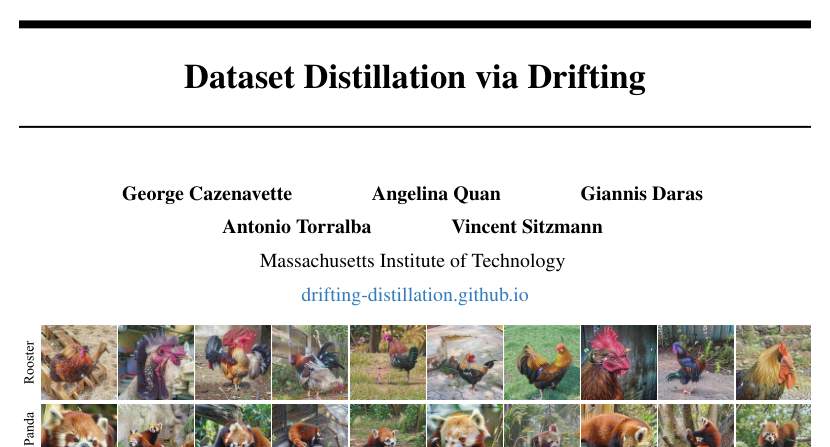 Dataset Distillation via Drifting
George Cazenavette Angelina Quan Giannis Daras
Antonio Torralba Vincent Sitzmann
Massachusetts Institute of Technology
drifting-distillation.github.io
Rooster
Panda